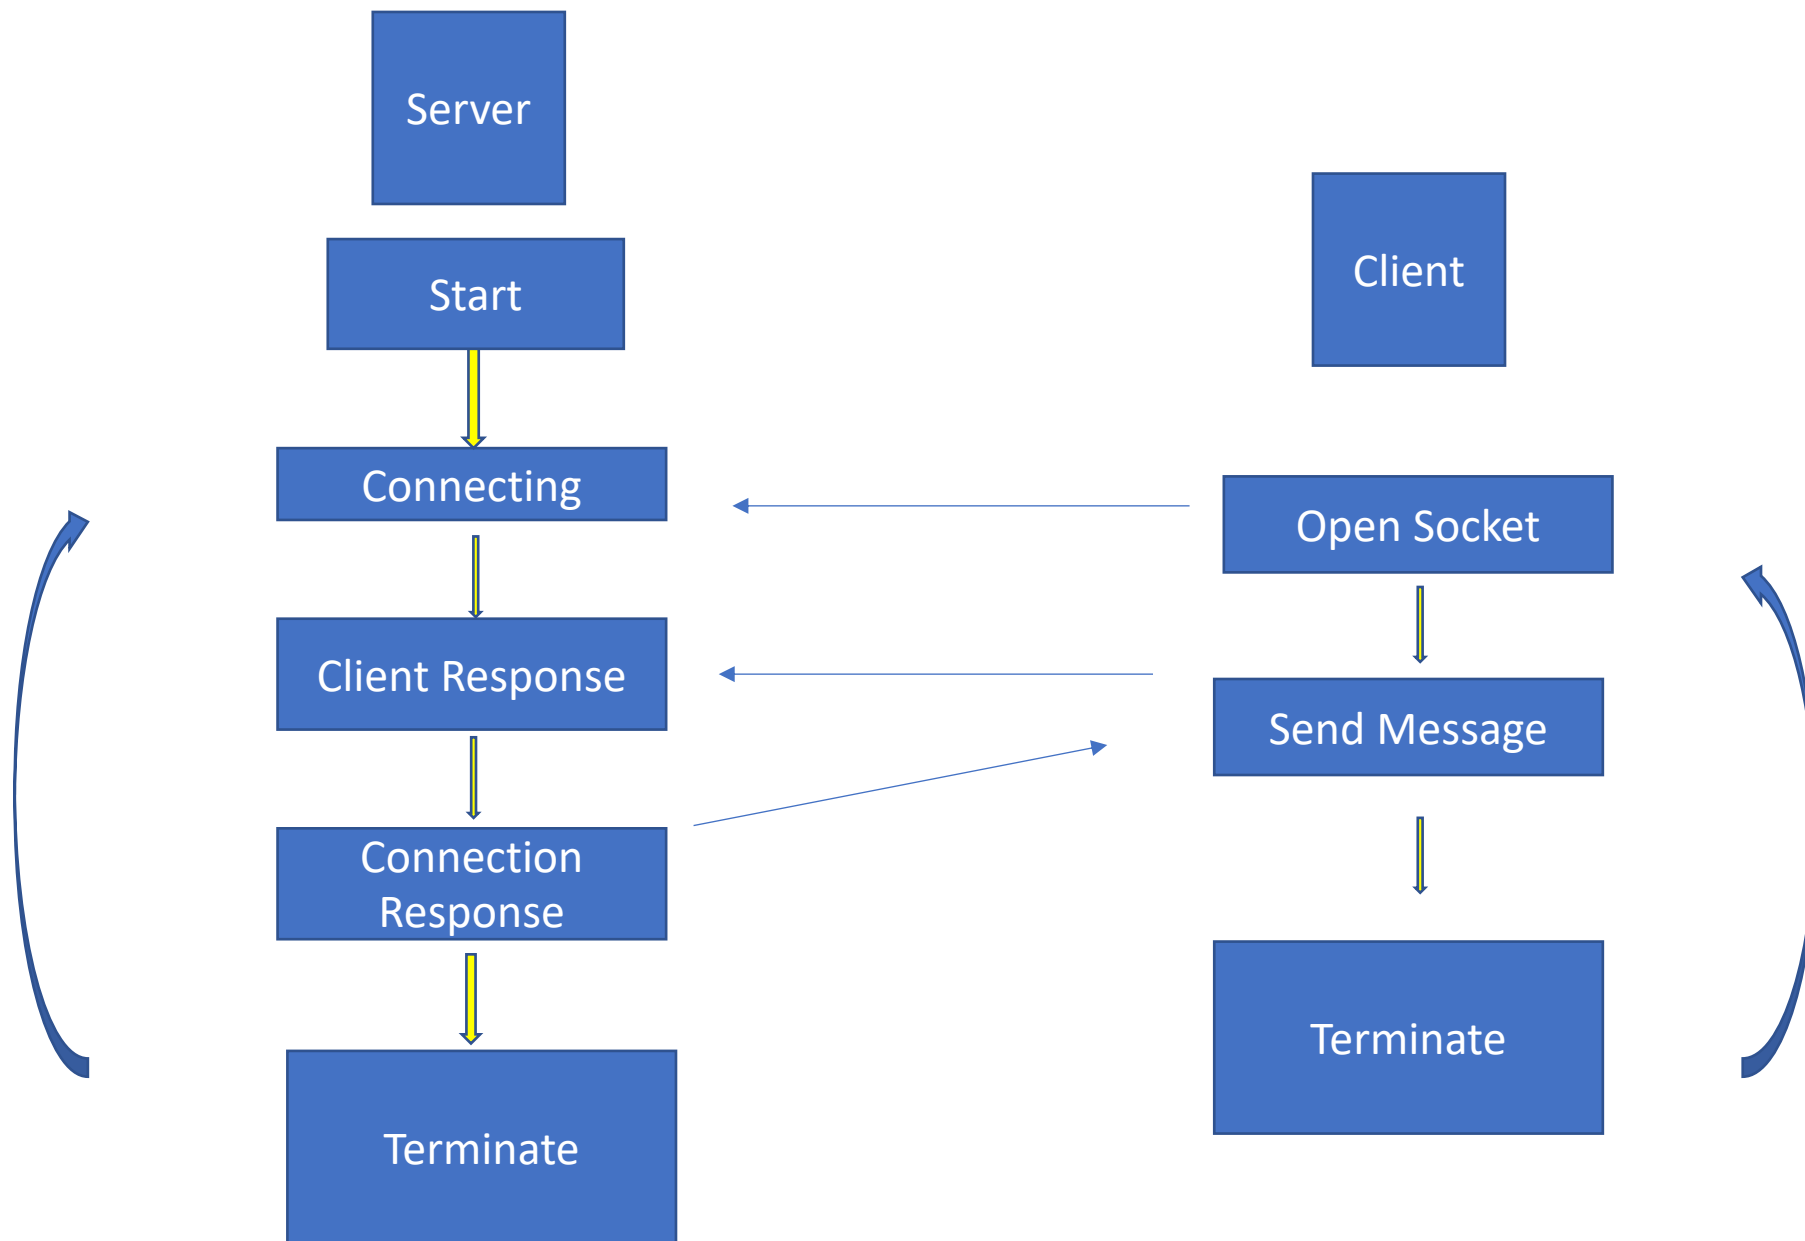 Server
Start
Connecting
Client Response
Connection
Response
Terminate
Client
Open Socket
Send Message
Terminate